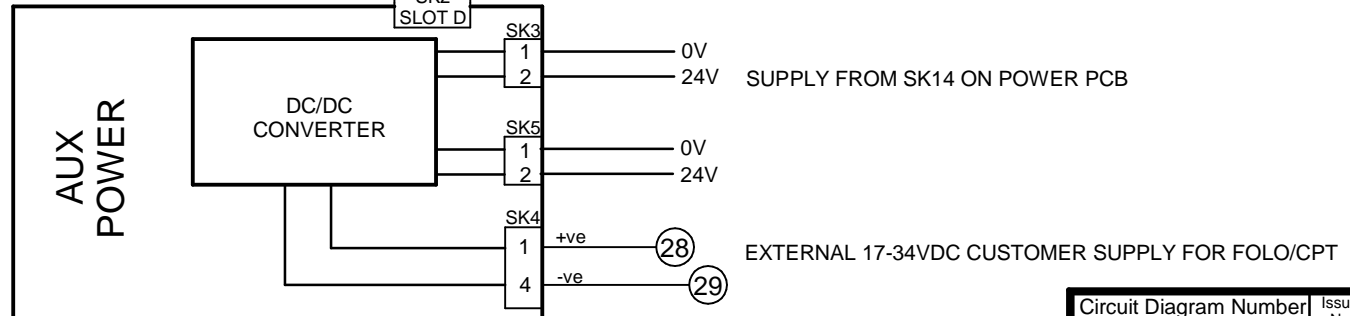 SLOT D
SK3
1
0V
2
24V
SUPPLY FROM SK14 ON POWER PCB
DC/DC
CONVERTER
AUX
POWER
SK5
1
0V
2
24V
SK4
1
+ve
28
EXTERNAL 17-34VDC CUSTOMER SUPPLY FOR FOLO/CPT
4
-ve
29
Circuit Diagram Number